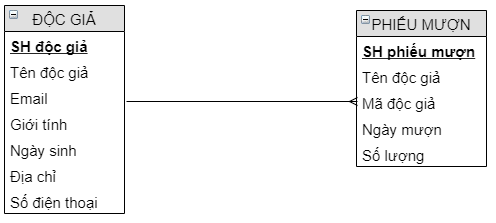 ĐỘC GIẢ
SH độc giả
Tên độc giả
Email
Giới tính
Ngày sinh
Địa chỉ
Số điện thoại
PHIẾU MƯỢN
SH phiếu mượn
Tên độc giả
Mã độc giả
Ngày mượn
Số lượng